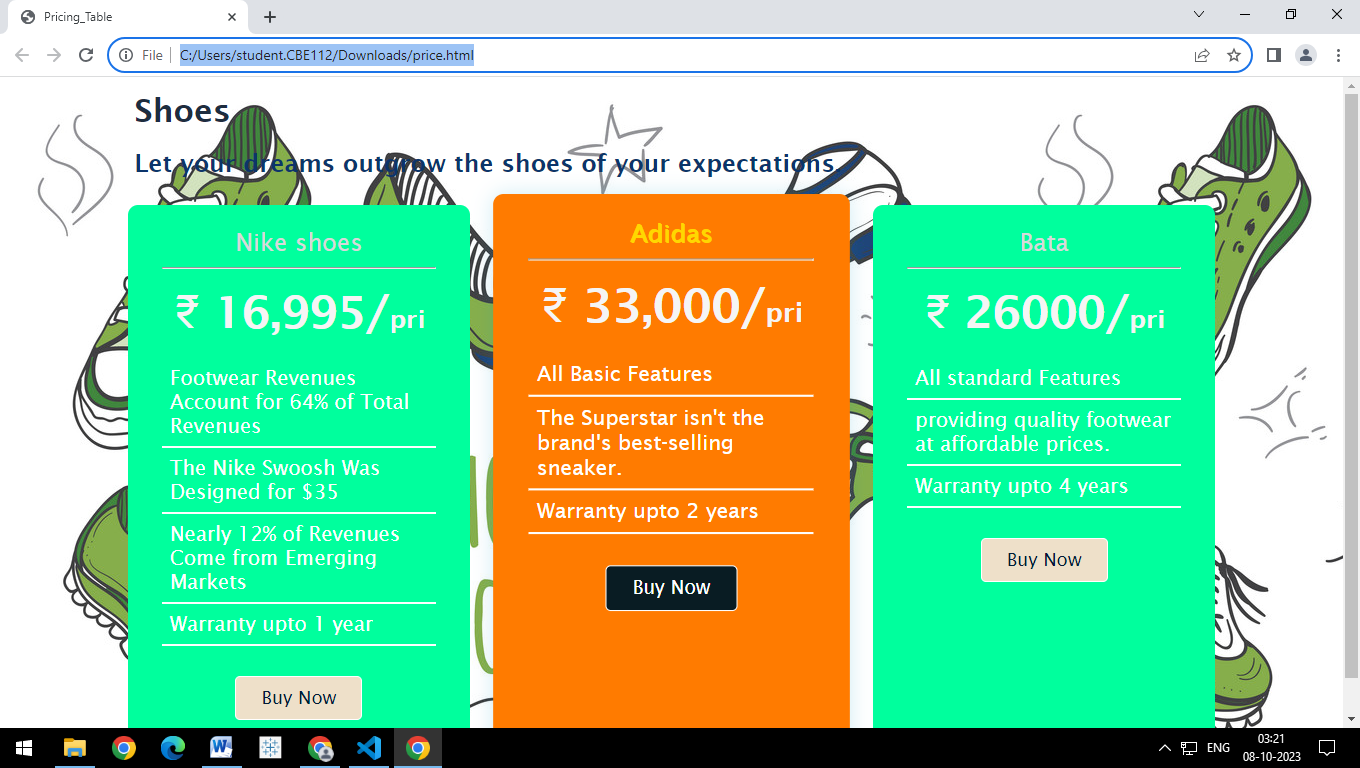 Pricing_Table
File
C:/Users/student.CBE112/Downloads/price.html
Shoes
Let your dreams outgrow the shoes of your expectations.
Nike shoes
₹ 16,995/pri
Footwear Revenues
Account for 64% of Total
Revenues
The Nike Swoosh Was
Designed for $35
Nearly 12% of Revenues
Come from Emerging
Markets
Warranty upto 1 year
Buy Now
Adidas
₹ 33,000/pri
All Basic Features
The Superstar isn't the
brand's best-selling
sneaker.
Warranty upto 2 years
Buy Now
Bata
₹ 26000/pri
All standard Features
providing quality footwear
at affordable prices.
Warranty upto 4 years
Buy Now
ENG
03:21
08-10-2023